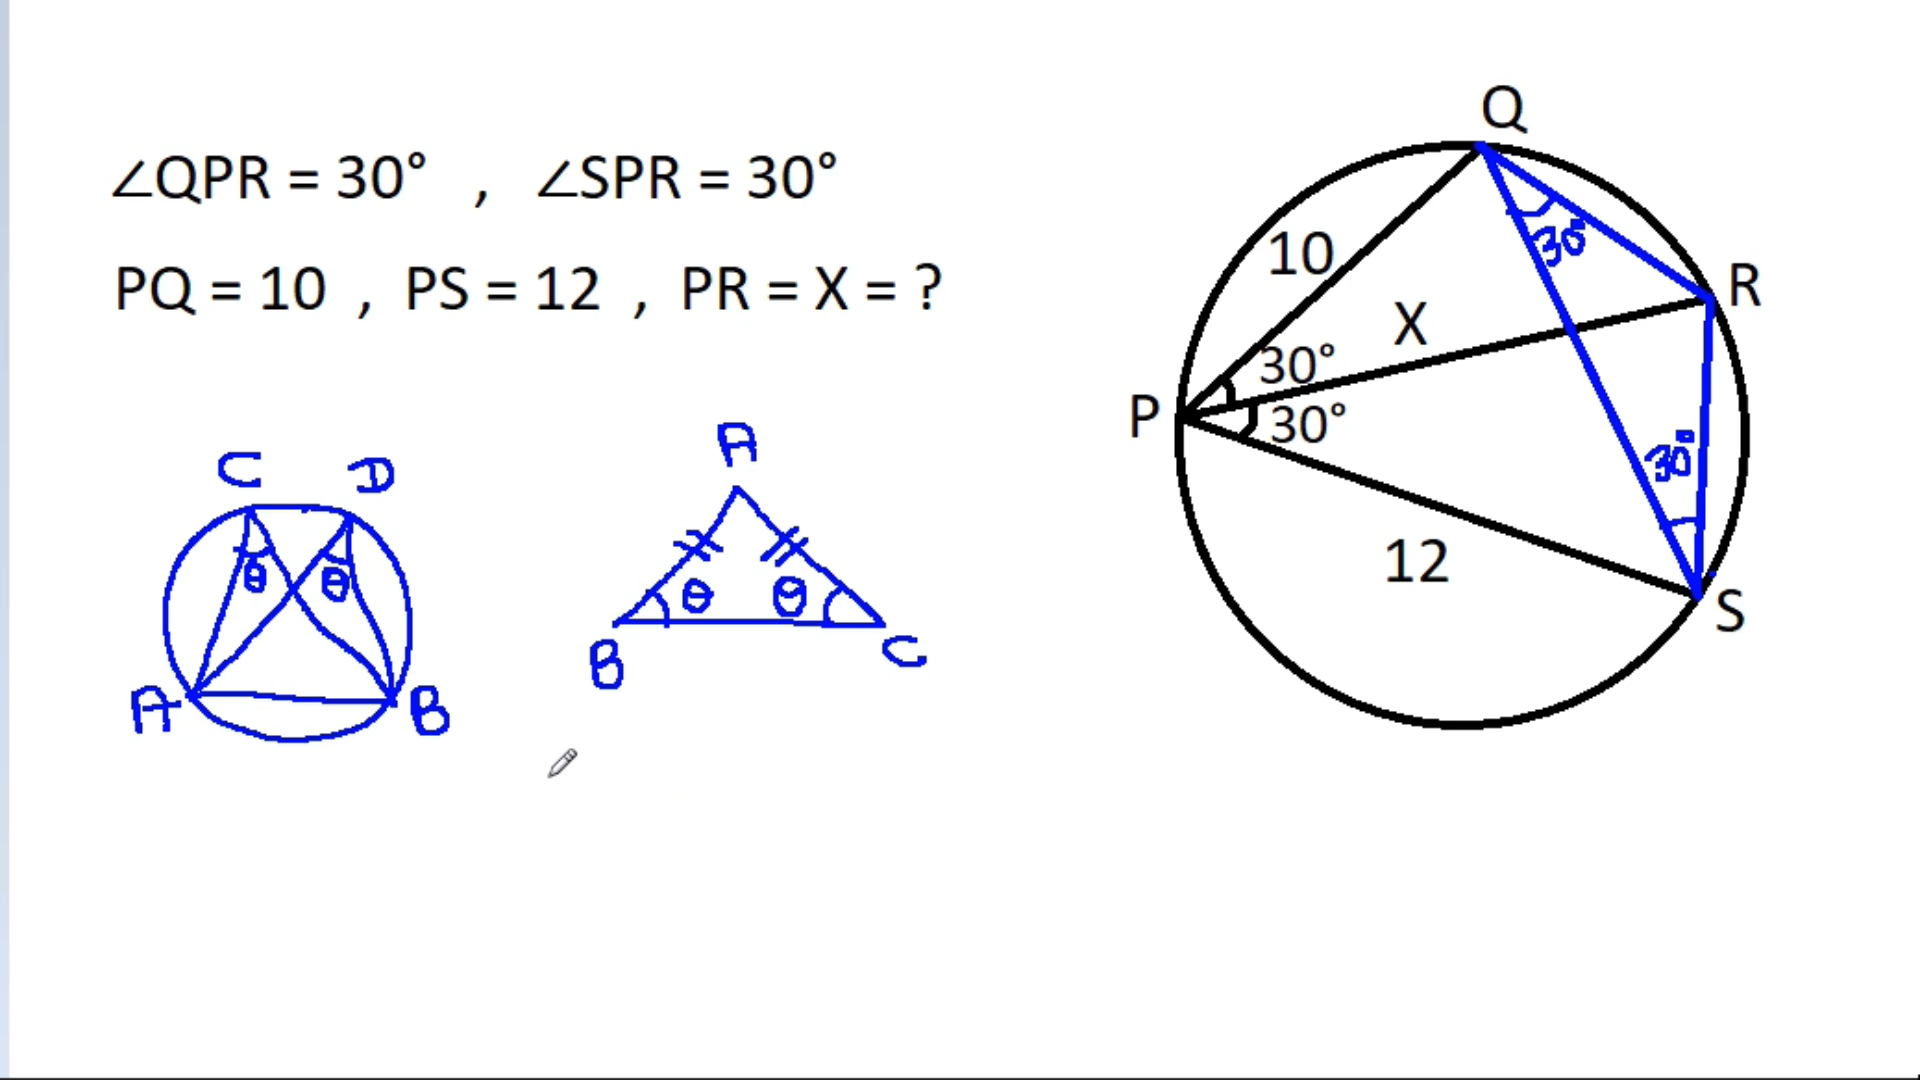 ∠QPR = 30° , ∠SPR = 30°
PQ = 10 , PS = 12 , PR = X = ?
Q
10
30°
R
X
30°
P
30°
30°
12
S
C D
θ θ
A B
A
θ θ
B C